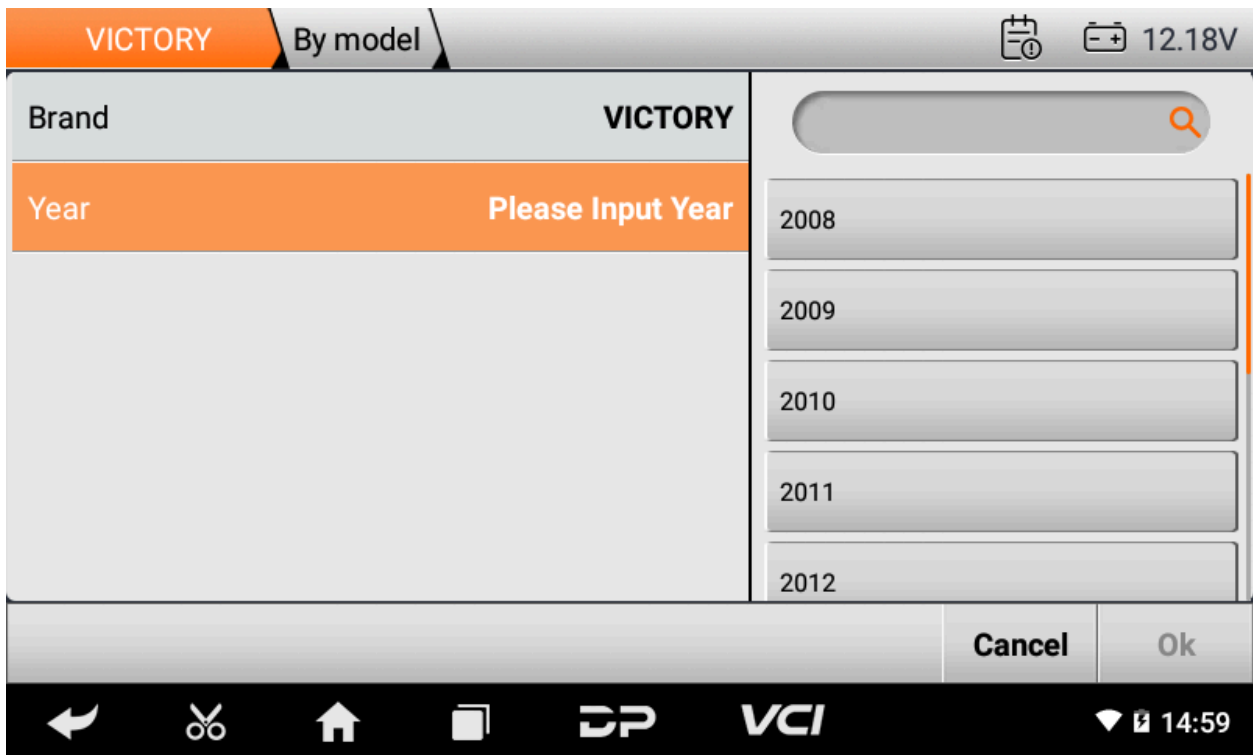 VICTORY By model 12.18V
Brand VICTORY
Year Please Input Year
2008
2009
2010
2011
2012
Cancel Ok
DP VCI 14:59